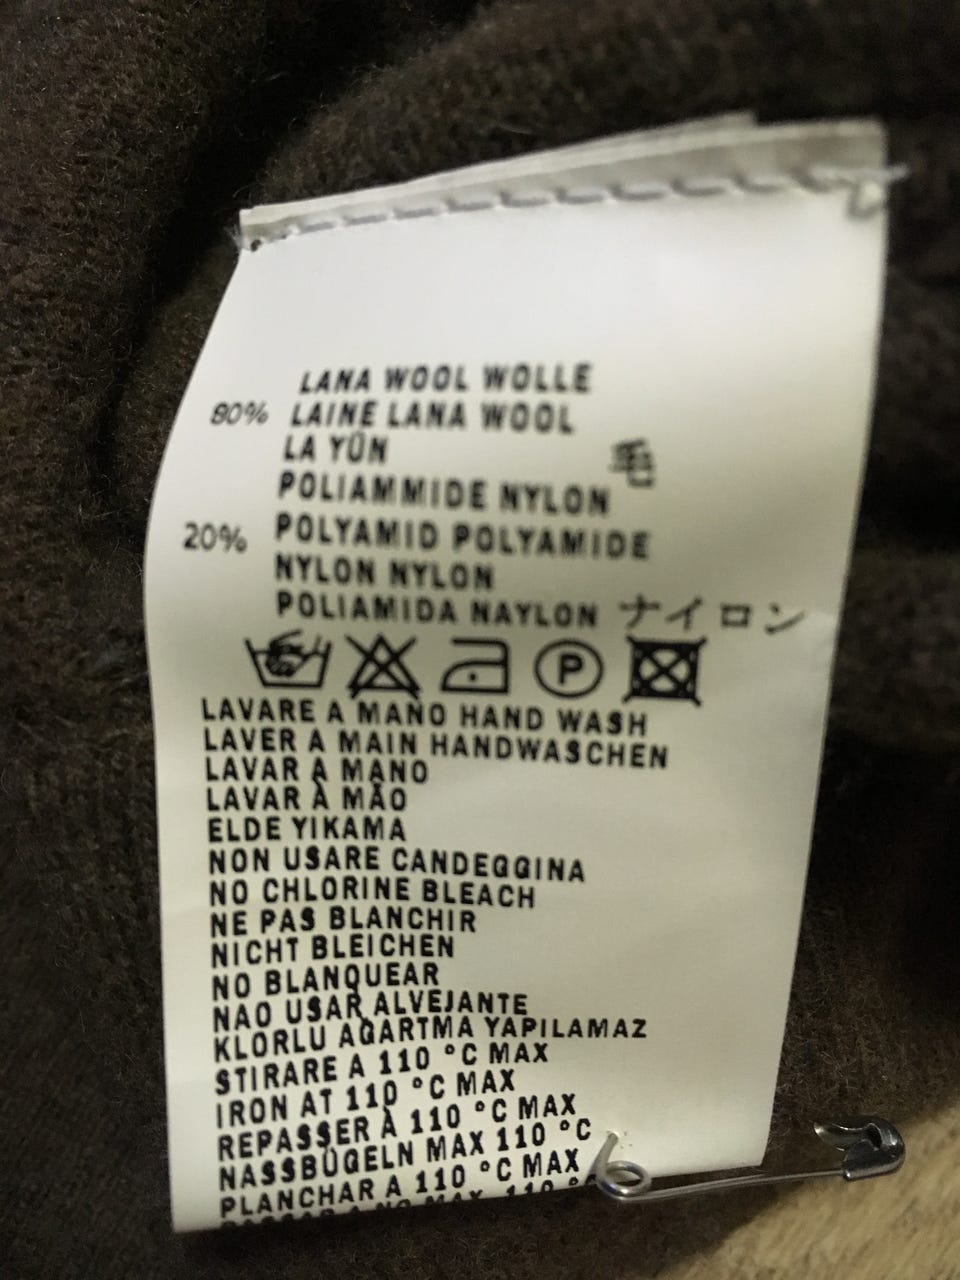 LANA WOOL WOLLE
80% LAINE LANA WOOL
LA YÜN 毛
POLIAMMIDE NYLON
20% POLYAMID POLYAMIDE
NYLON NYLON
POLIAMIDA NAYLON ナイロン
P
LAVARE A MANO HAND WASH
LAVER A MAIN HANDWASCHEN
LAVAR A MANO
LAVAR À MÃO
ELDE YIKAMA
NON USARE CANDEGGINA
NO CHLORINE BLEACH
NE PAS BLANCHIR
NICHT BLEICHEN
NO BLANQUEAR
NAO USAR ALVEJANTE
KLORLU AĞARTMA YAPILAMAZ
STIRARE A 110 °C MAX
IRON AT 110 °C MAX
REPASSER À 110 °C MAX
NASSBÜGELN MAX 110 °C
PLANCHAR A 110 °C MAX
MAX 110 °C